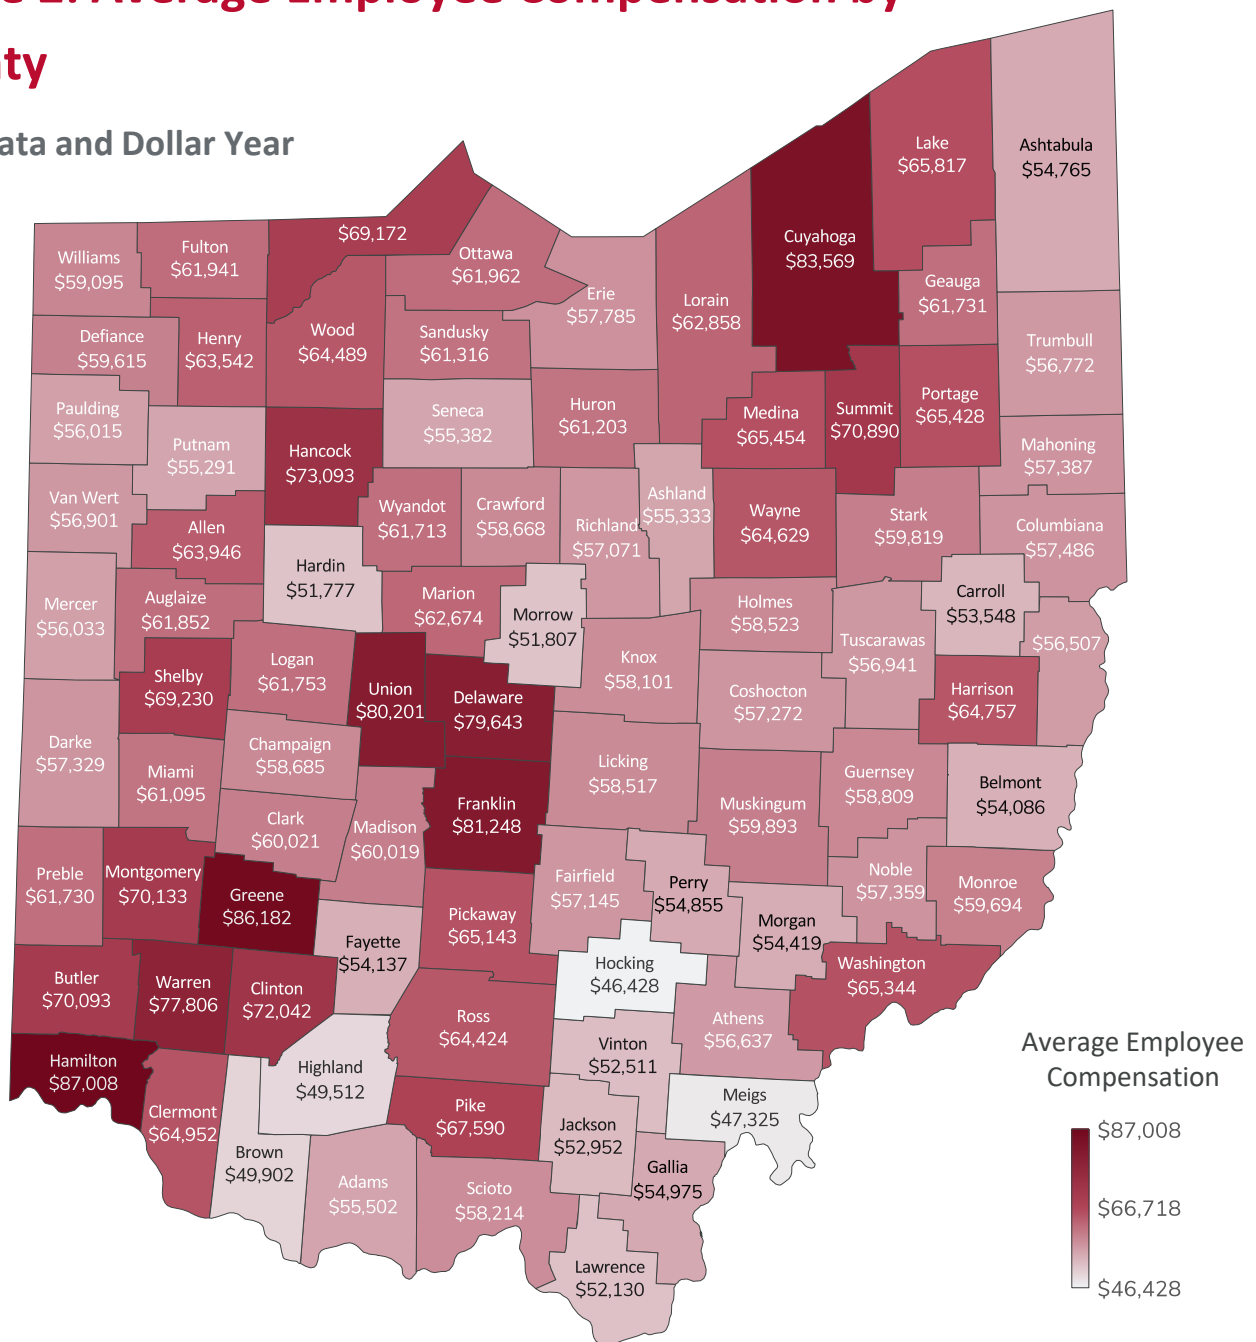 Average Employee Compensation by
ty
ata and Dollar Year
Lake
$65,817
Ashtabula
$54,765
$69,172
Cuyahoga
$83,569
Fulton
$61,941
Williams
$59,095
Ottawa
$61,962
Geauga
$61,731
Erie
$57,785
Lorain
$62,858
Wood
$64,489
Sandusky
$61,316
Henry
$63,542
Defiance
$59,615
Trumbull
$56,772
Portage
$65,428
Paulding
$56,015
Seneca
$55,382
Huron
$61,203
Medina
$65,454
Summit
$70,890
Putnam
$55,291
Hancock
$73,093
Mahoning
$57,387
Van Wert
$56,901
Wyandot
$61,713
Crawford
$58,668
Ashland
$55,333
Richland
$57,071
Wayne
$64,629
Stark
$59,819
Columbiana
$57,486
Allen
$63,946
Hardin
$51,777
Mercer
$56,033
Auglaize
$61,852
Marion
$62,674
Morrow
$51,807
Holmes
$58,523
Carroll
$53,548
Tuscarawas
$56,941
$56,507
Shelby
$69,230
Logan
$61,753
Union
$80,201
Delaware
$79,643
Knox
$58,101
Coshocton
$57,272
Harrison
$64,757
Darke
$57,329
Miami
$61,095
Champaign
$58,685
Licking
$58,517
Guernsey
$58,809
Belmont
$54,086
Clark
$60,021
Madison
$60,019
Franklin
$81,248
Muskingum
$59,893
Preble
$61,730
Montgomery
$70,133
Greene
$86,182
Fairfield
$57,145
Perry
$54,855
Noble
$57,359
Monroe
$59,694
Fayette
$54,137
Pickaway
$65,143
Morgan
$54,419
Washington
$65,344
Butler
$70,093
Warren
$77,806
Clinton
$72,042
Hocking
$46,428
Ross
$64,424
Athens
$56,637
Hamilton
$87,008
Highland
$49,512
Vinton
$52,511
Clermont
$64,952
Pike
$67,590
Meigs
$47,325
Jackson
$52,952
Brown
$49,902
Adams
$55,502
Scioto
$58,214
Gallia
$54,975
Lawrence
$52,130
Average Employee
Compensation
$87,008
$66,718
$46,428